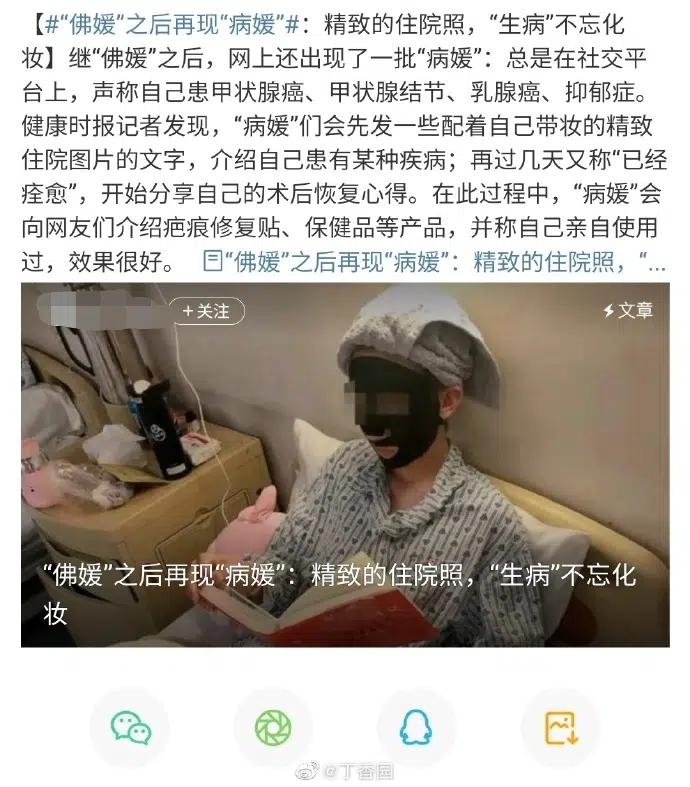 【#“佛媛”之后再现“病媛”#：精致的住院照，“生病”不忘化
妆】继“佛媛”之后，网上还出现了一批“病媛”：总是在社交平
台上，声称自己患甲状腺癌、甲状腺结节、乳腺癌、抑郁症。
健康时报记者发现，“病媛”们会先发一些配着自己带妆的精致
住院图片的文字，介绍自己患有某种疾病；再过几天又称“已经
痊愈”，开始分享自己的术后恢复心得。在此过程中，“病媛”会
向网友们介绍疤痕修复贴、保健品等产品，并称自己亲自使用
过，效果很好。 “佛媛”之后再现“病媛”：精致的住院照，“...
+关注
文章
“佛媛”之后再现“病媛”：精致的住院照，“生病”不忘化
妆
@丁香园